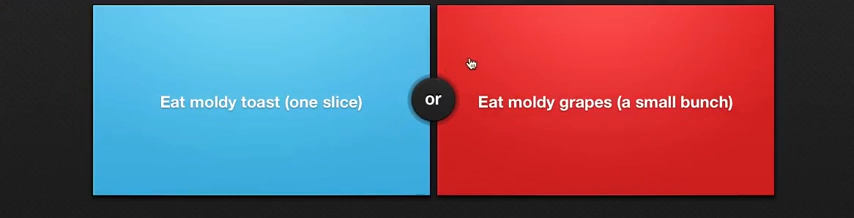 Eat moldy toast (one slice)
or
Eat moldy grapes (a small bunch)